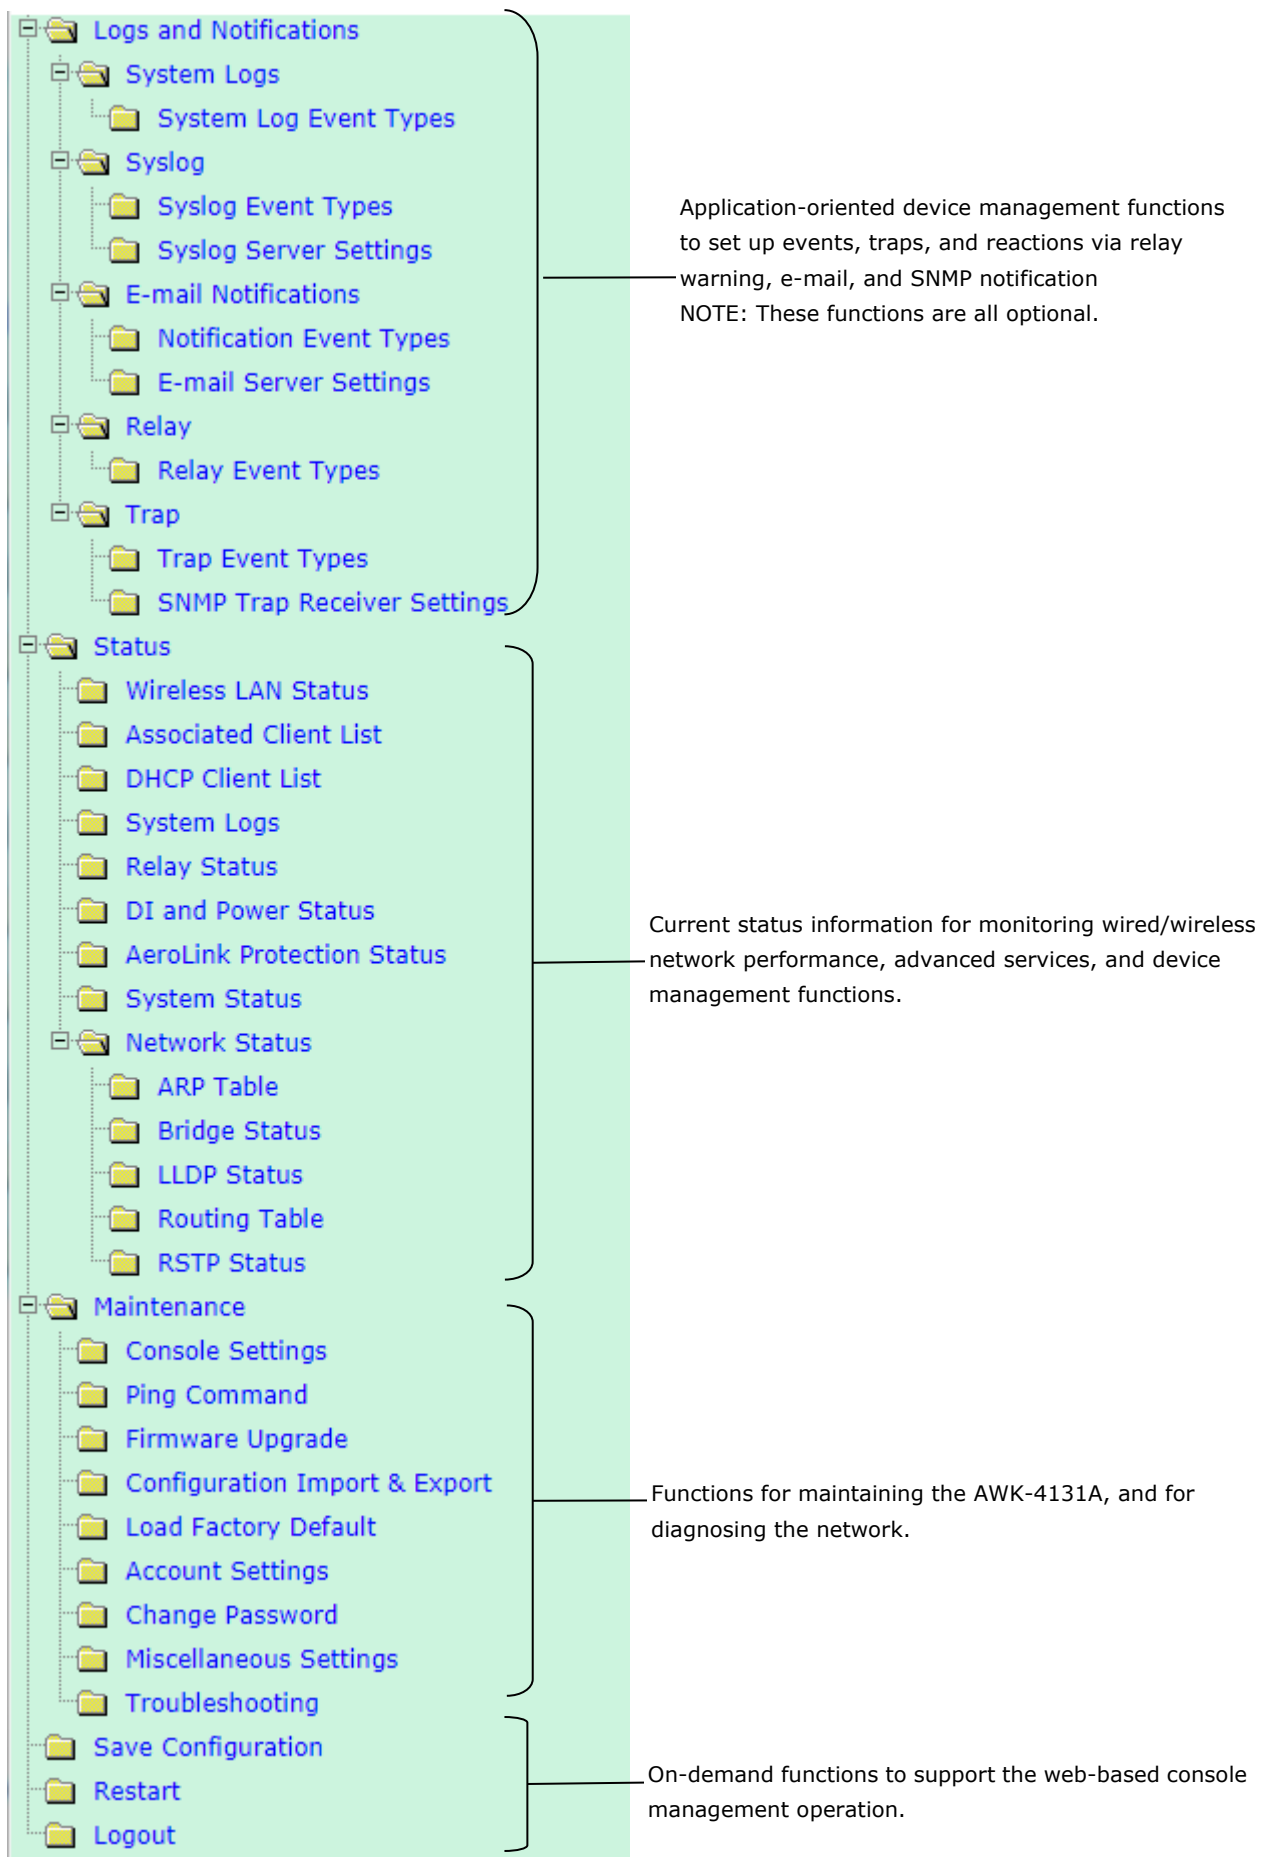 Logs and Notifications
System Logs
System Log Event Types
Syslog
Syslog Event Types
Syslog Server Settings
E-mail Notifications
Notification Event Types
E-mail Server Settings
Relay
Relay Event Types
Trap
Trap Event Types
SNMP Trap Receiver Settings
Application-oriented device management functions
to set up events, traps, and reactions via relay
warning, e-mail, and SNMP notification
NOTE: These functions are all optional.
Status
Wireless LAN Status
Associated Client List
DHCP Client List
System Logs
Relay Status
DI and Power Status
AeroLink Protection Status
System Status
Network Status
ARP Table
Bridge Status
LLDP Status
Routing Table
RSTP Status
Current status information for monitoring wired/wireless
network performance, advanced services, and device
management functions.
Maintenance
Console Settings
Ping Command
Firmware Upgrade
Configuration Import & Export
Load Factory Default
Account Settings
Change Password
Miscellaneous Settings
Troubleshooting
Functions for maintaining the AWK-4131A, and for
diagnosing the network.
Save Configuration
Restart
Logout
On-demand functions to support the web-based console
management operation.